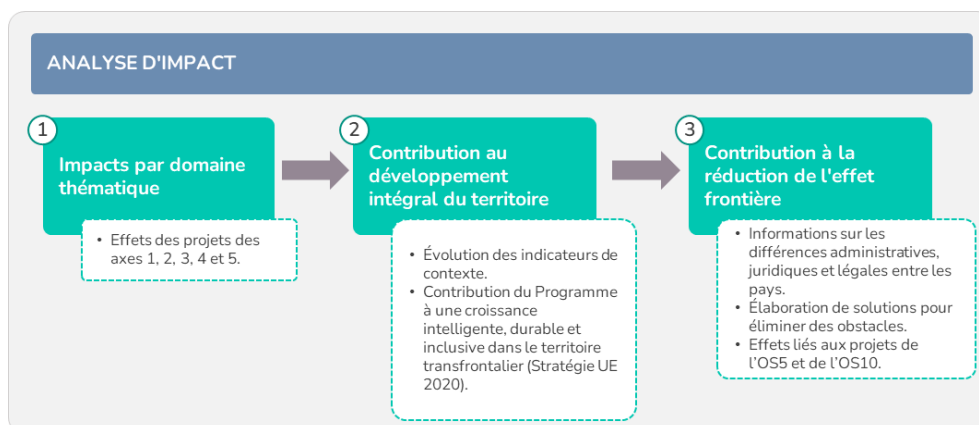 ANALYSE D'IMPACT
1
Impacts par domaine
thématique
• Effets des projets des
axes 1, 2, 3, 4 et 5.
2
Contribution au
développement
intégral du territoire
• Évolution des indicateurs de
contexte.
• Contribution du Programme
à une croissance
intelligente, durable et
inclusive dans le territoire
transfrontalier (Stratégie UE
2020).
3
Contribution à la
réduction de l'effet
frontière
• Informations sur les
différences administratives,
juridiques et légales entre les
pays.
• Élaboration de solutions pour
éliminer des obstacles.
• Effets liés aux projets de
l’OS5 et de l’OS10.